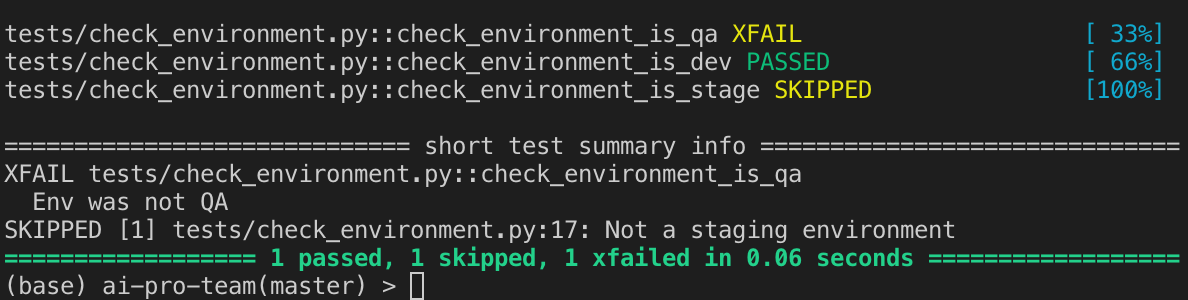 tests/check_environment.py::check_environment_is_qa XFAIL [ 33%]
tests/check_environment.py::check_environment_is_dev PASSED [ 66%]
tests/check_environment.py::check_environment_is_stage SKIPPED [100%]
============================= short test summary info ==============================
XFAIL tests/check_environment.py::check_environment_is_qa
  Env was not QA
SKIPPED [1] tests/check_environment.py:17: Not a staging environment
================== 1 passed, 1 skipped, 1 xfailed in 0.06 seconds ==================
(base) ai-pro-team(master) >